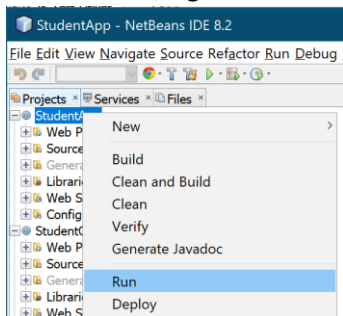 StudentApp - NetBeans IDE 8.2
File Edit View Navigate Source Refactor Run Debug
Projects × Services × Files ×
StudentA
Web P
Source
Genera
Librari
Web S
Config
StudentC
Web P
Source
Genera
Librari
Web S
New >
Build
Clean and Build
Clean
Verify
Generate Javadoc
Run
Deploy